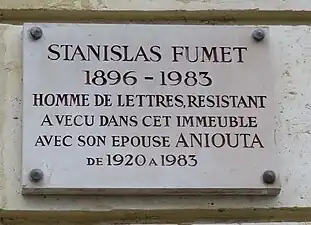 STANISLAS FUMET
1896 - 1983
HOMME DE LETTRES, RESISTANT
A VECU DANS CET IMMEUBLE
AVEC SON EPOUSE ANIOUTA
DE 1920 A 1983